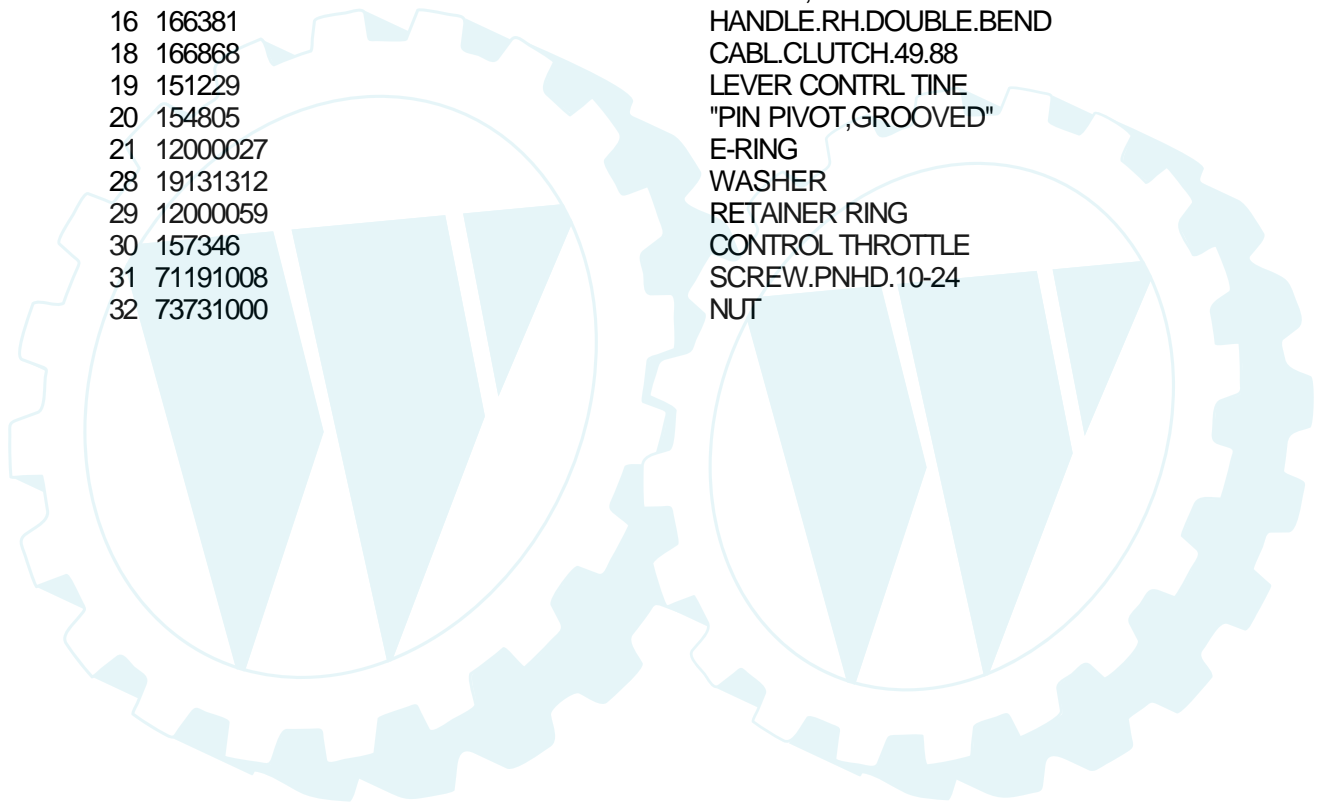 16 166381 HANDLE.RH.DOUBLE.BEND
18 166868 CABL.CLUTCH.49.88
19 151229 LEVER CONTRL TINE
20 154805 "PIN PIVOT,GROOVED"
21 12000027 E-RING
28 19131312 WASHER
29 12000059 RETAINER RING
30 157346 CONTROL THROTTLE
31 71191008 SCREW.PNHD.10-24
32 73731000 NUT